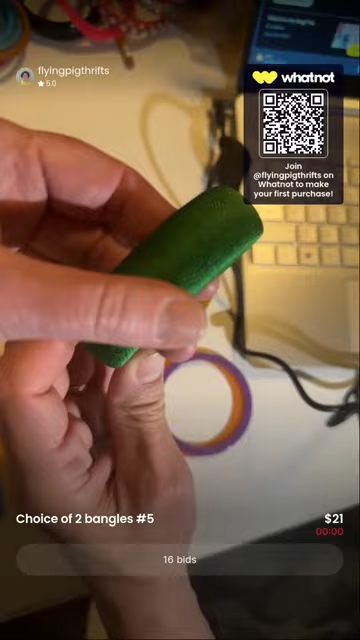 flyingpigthrifts
★ 5.0
whatnot
Join
@flyingpigthrifts on
Whatnot to make
your first purchase!
Choice of 2 bangles #5
$21
00:00
16 bids